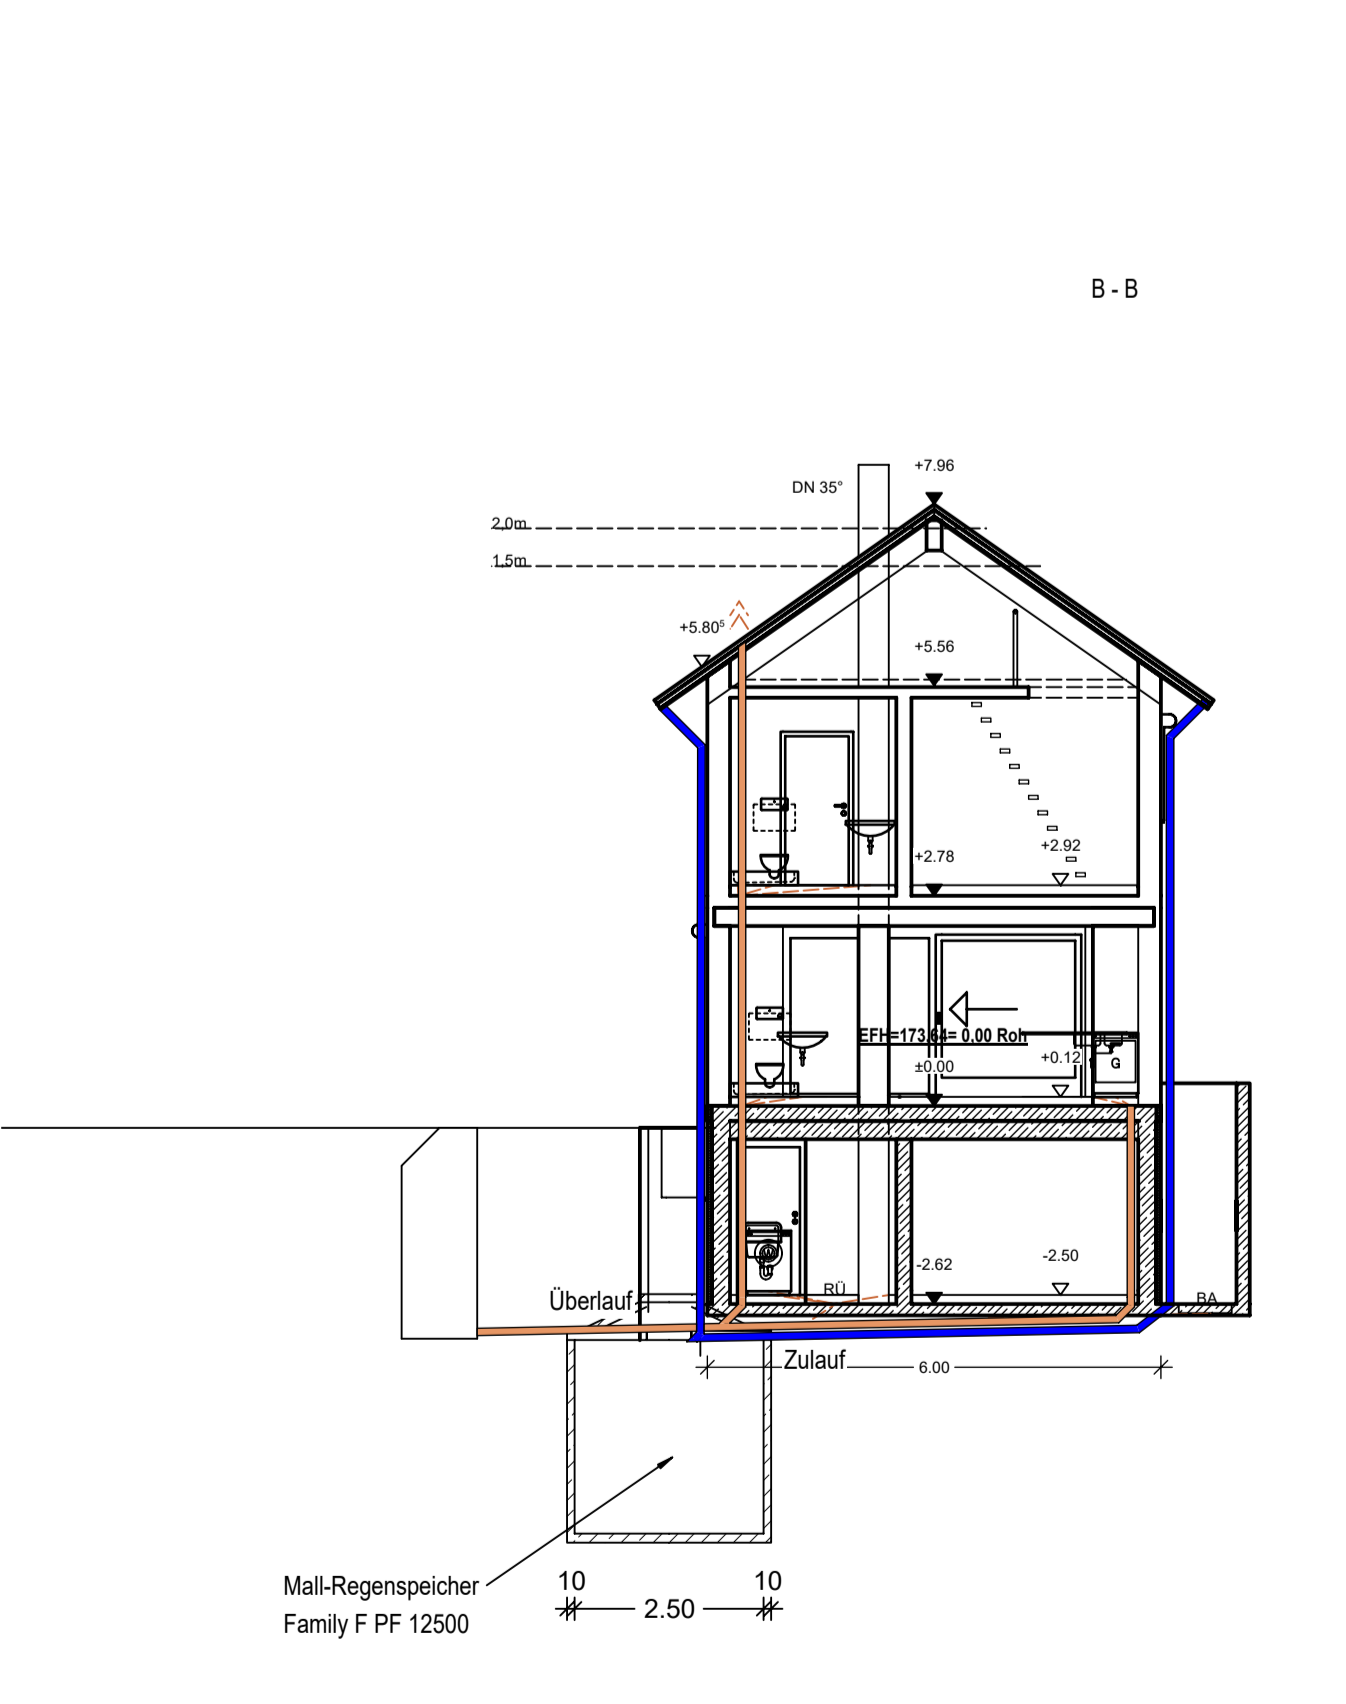 B - B
+7.96
DN 35°
2,0m
1,5m
+5.80⁵
+5.56
+2.92
+2.78
EFH=173,64= 0,00 Roh
+0.12
±0.00
G
-2.50
-2.62
RÜ
BA
Überlauf
Zulauf
6.00
Mall-Regenspeicher
Family F PF 12500
10
10
2.50